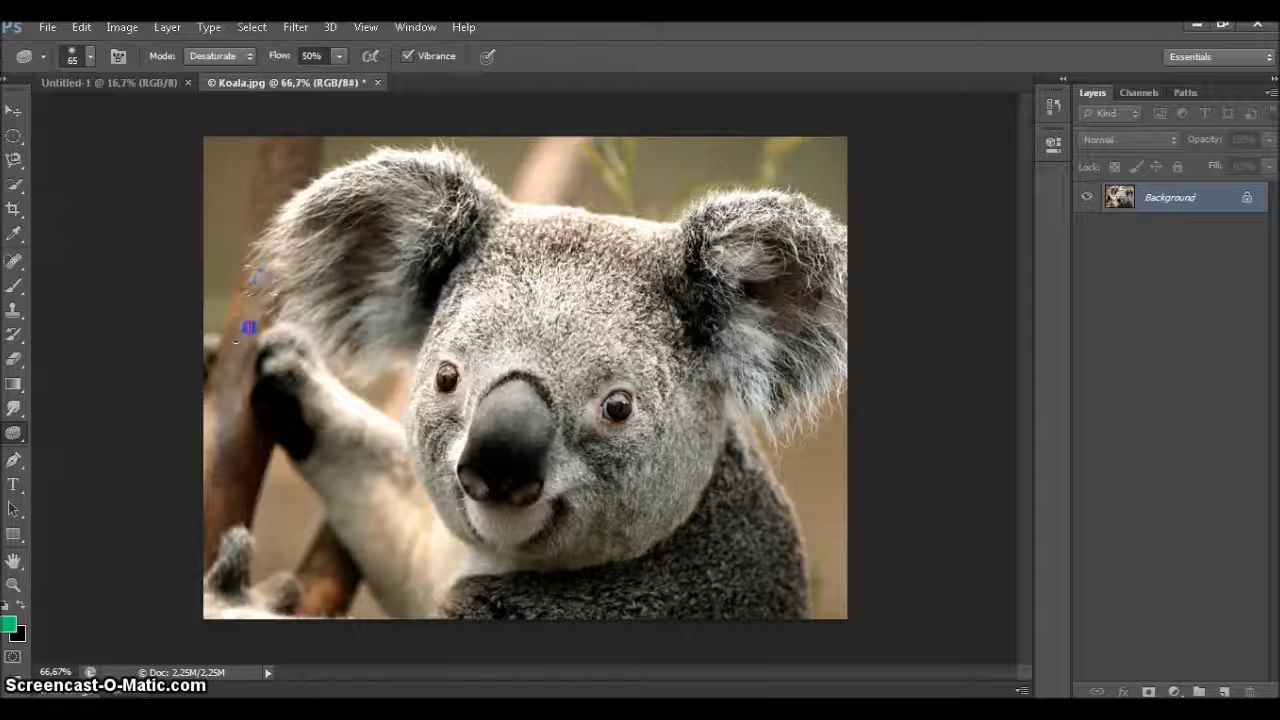 Ps File Edit Image Layer Type Select Filter 3D View Window Help
65 Mode: Desaturate Flow: 50% Vibrance Essentials
Untitled-1 @ 16,7% (RGB/8) × © Koala.jpg @ 66,7% (RGB/8#) * ×
Layers Channels Paths
Kind
Normal Opacity:
Lock: Fill:
Background
66,67% © Doc: 2,25M/2,25M
Screencast-O-Matic.com